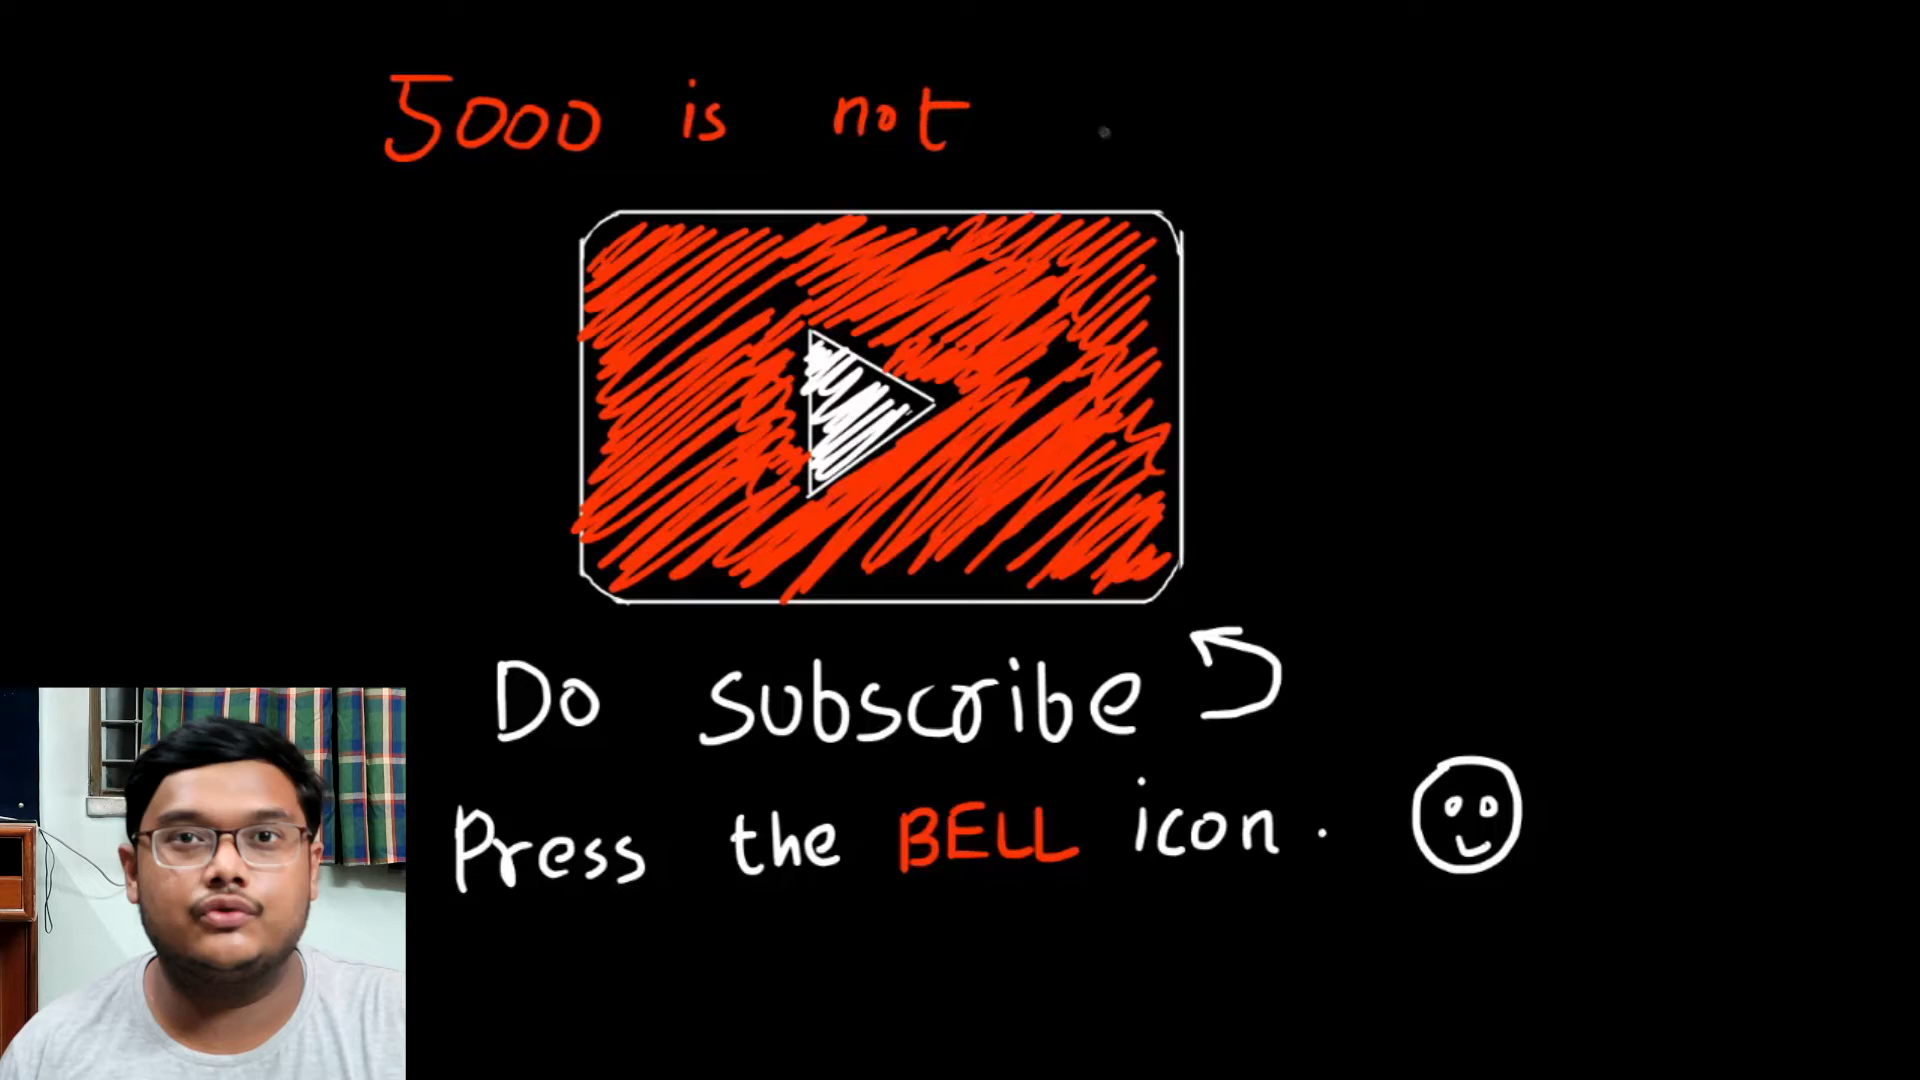 5000 is not
Do subscribe
Press the BELL icon.